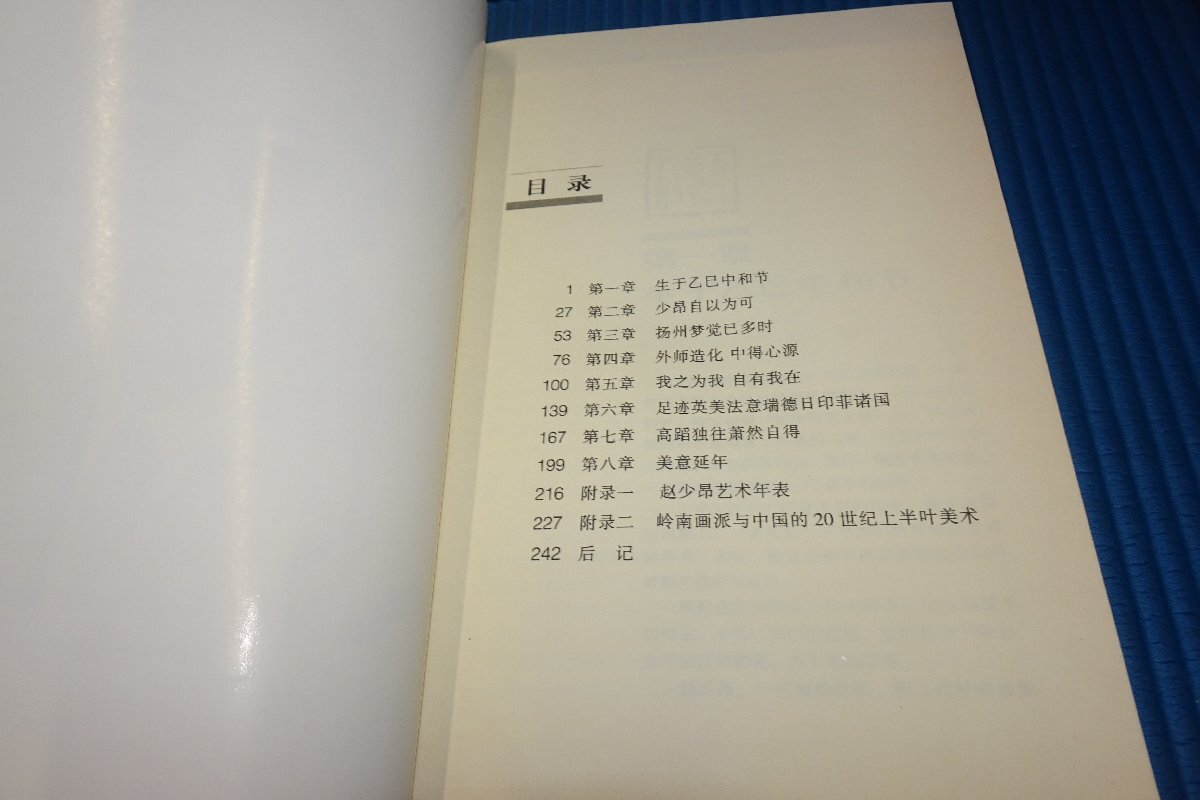 目 录
1 第一章 生于乙巳中和节
27 第二章 少昂自以为可
53 第三章 扬州梦觉已多时
76 第四章 外师造化 中得心源
100 第五章 我之为我 自有我在
139 第六章 足迹英美法意瑞德日印菲诸国
167 第七章 高蹈独往萧然自得
199 第八章 美意延年
216 附录一 赵少昂艺术年表
227 附录二 岭南画派与中国的 20 世纪上半叶美术
242 后 记